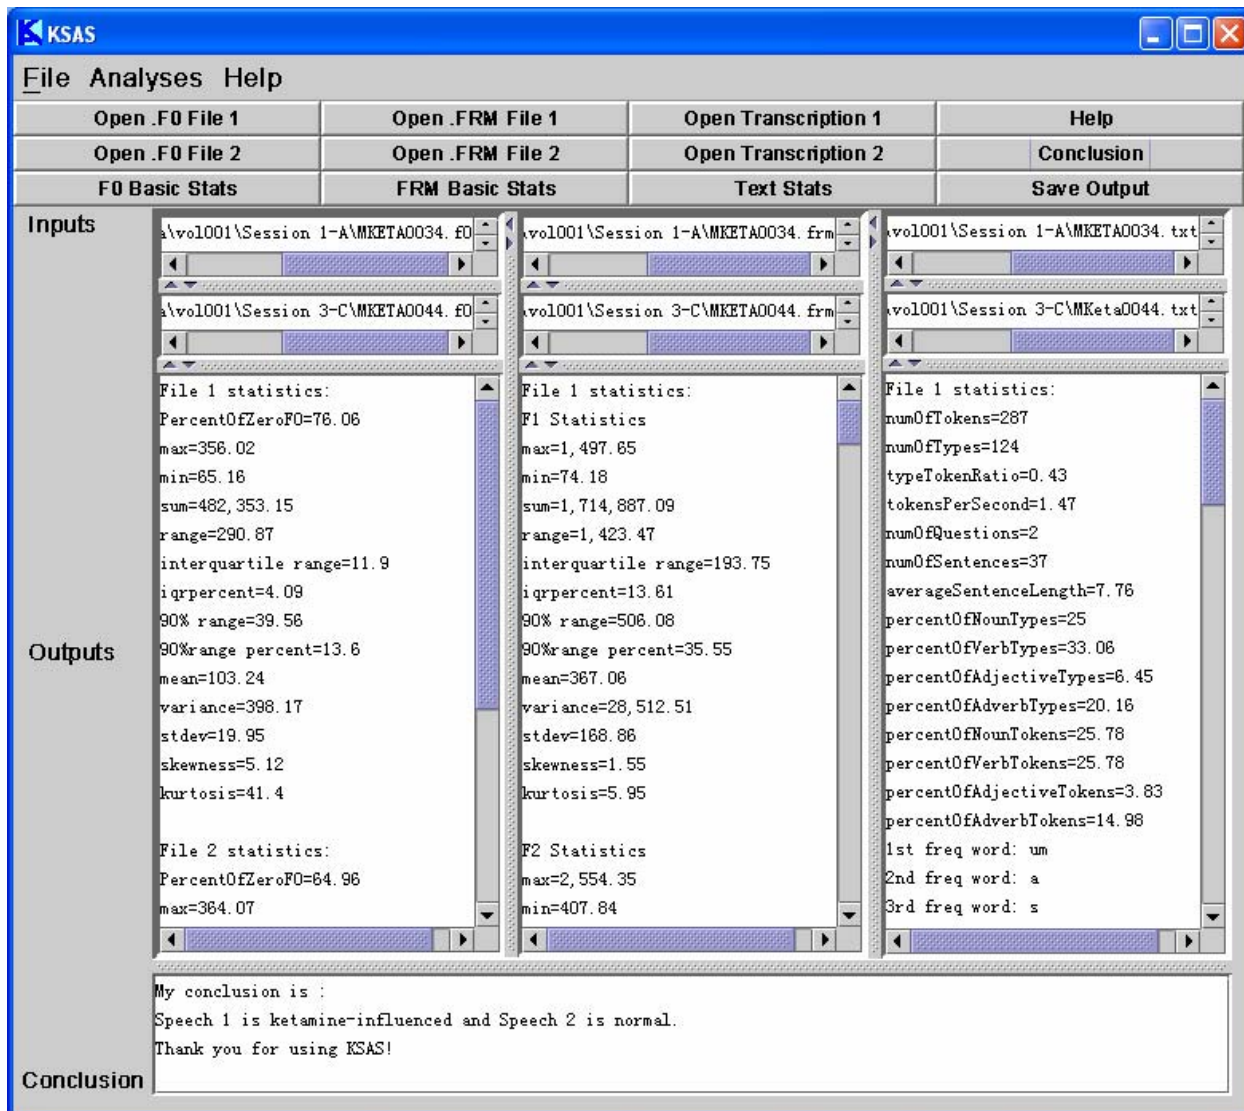 KSAS
File Analyses Help
Open .F0 File 1 Open .FRM File 1 Open Transcription 1 Help
Open .F0 File 2 Open .FRM File 2 Open Transcription 2 Conclusion
F0 Basic Stats FRM Basic Stats Text Stats Save Output
Inputs
a\vol001\Session 1-A\MKETA0034.f0
\vol001\Session 1-A\MKETA0034.frm
\vol001\Session 1-A\MKETA0034.txt
a\vol001\Session 3-C\MKETA0044.f0
\vol001\Session 3-C\MKETA0044.frm
\vol001\Session 3-C\MKeta0044.txt
Outputs
File 1 statistics:
PercentOfZeroF0=76.06
max=356.02
min=65.16
sum=482,353.15
range=290.87
interquartile range=11.9
iqrpercent=4.09
90% range=39.56
90%range percent=13.6
mean=103.24
variance=398.17
stdev=19.95
skewness=5.12
kurtosis=41.4
File 2 statistics:
PercentOfZeroF0=64.96
max=364.07
File 1 statistics:
F1 Statistics
max=1,497.65
min=74.18
sum=1,714,887.09
range=1,423.47
interquartile range=193.75
iqrpercent=13.61
90% range=506.08
90%range percent=35.55
mean=367.06
variance=28,512.51
stdev=168.86
skewness=1.55
kurtosis=5.95
F2 Statistics
max=2,554.35
min=407.84
File 1 statistics:
numOfTokens=287
numOfTypes=124
typeTokenRatio=0.43
tokensPerSecond=1.47
numOfQuestions=2
numOfSentences=37
averageSentenceLength=7.76
percentOfNounTypes=25
percentOfVerbTypes=33.06
percentOfAdjectiveTypes=6.45
percentOfAdverbTypes=20.16
percentOfNounTokens=25.78
percentOfVerbTokens=25.78
percentOfAdjectiveTokens=3.83
percentOfAdverbTokens=14.98
1st freq word: um
2nd freq word: a
3rd freq word: s
Conclusion
My conclusion is :
Speech 1 is ketamine-influenced and Speech 2 is normal.
Thank you for using KSAS!